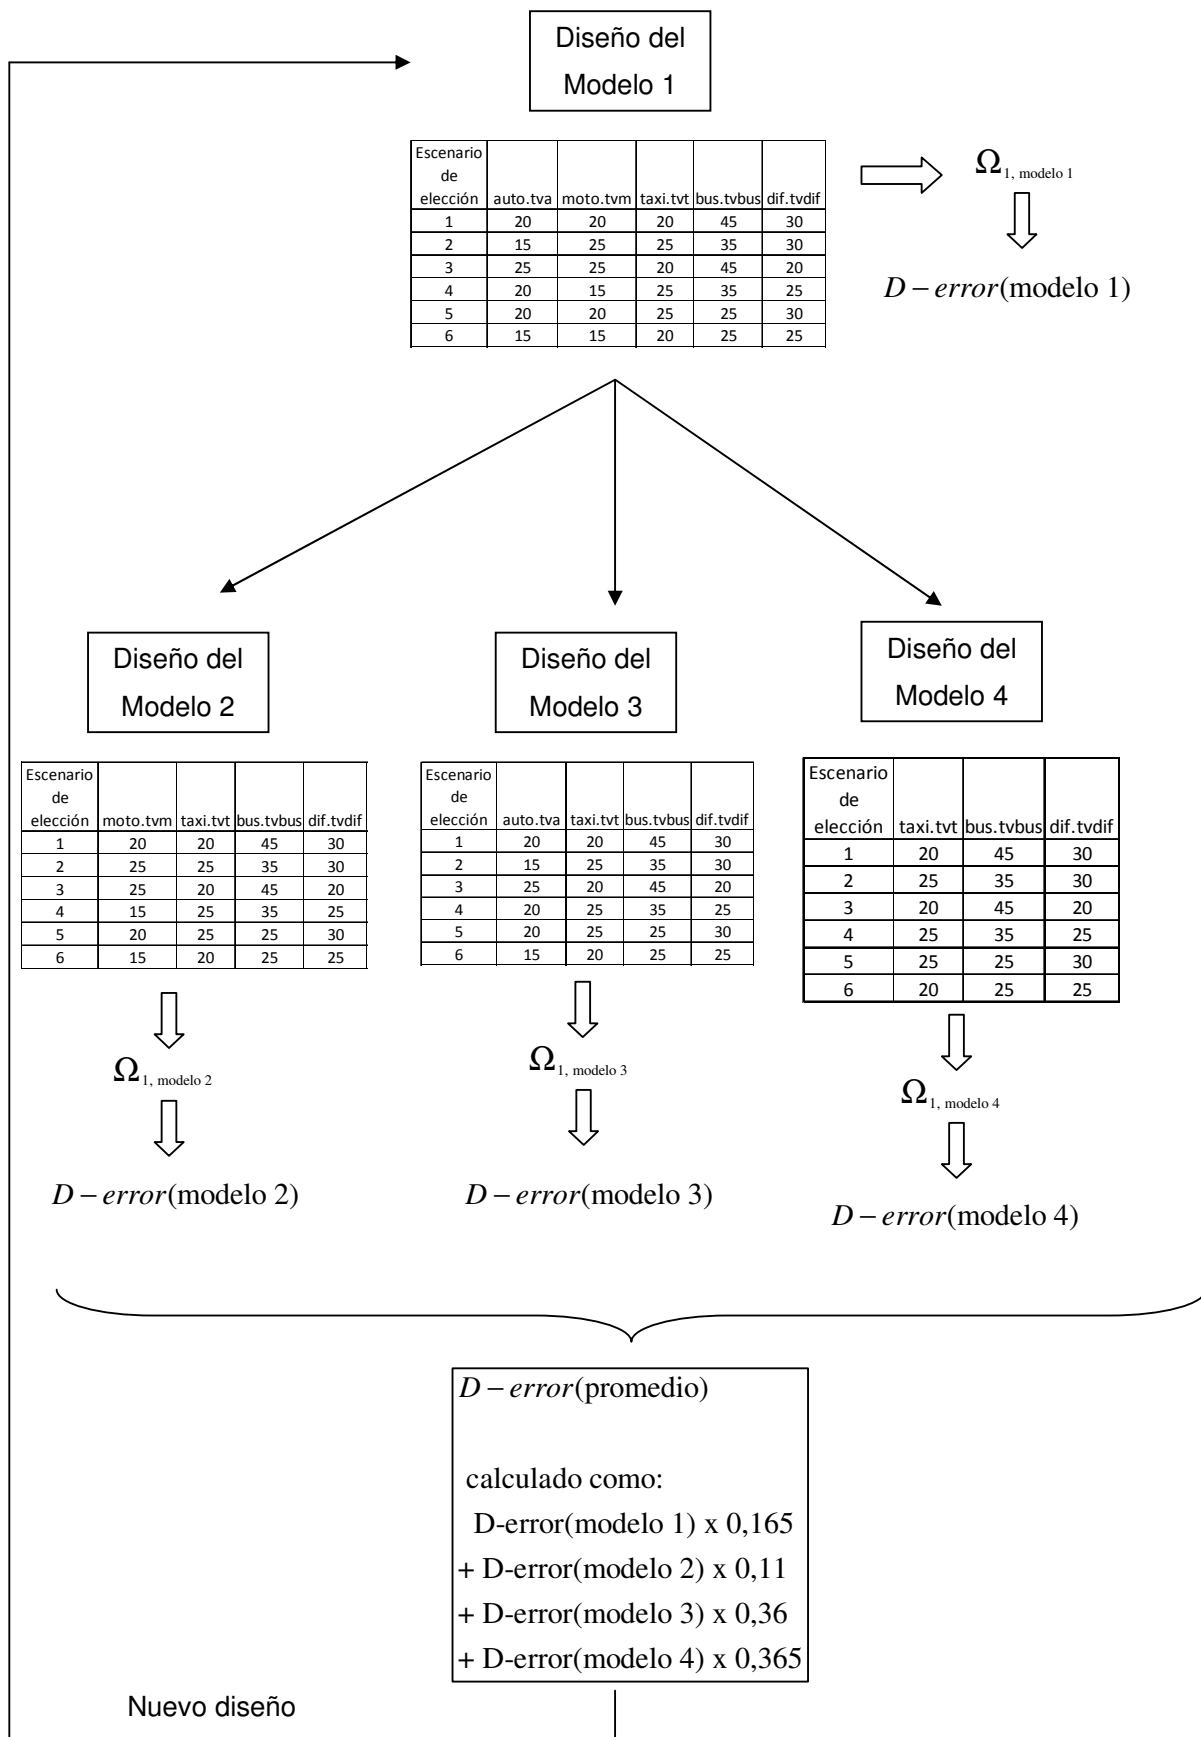 Diseño del
Modelo 1
Escenario
de
elección auto.tva moto.tvm taxi.tvt bus.tvbus dif.tvdif
1 20 20 20 45 30
2 15 25 25 35 30
3 25 25 20 45 20
4 20 15 25 35 25
5 20 20 25 25 30
6 15 15 20 25 25
Ω1, modelo 1
D − error(modelo 1)
Diseño del
Modelo 2
Escenario
de
elección moto.tvm taxi.tvt bus.tvbus dif.tvdif
1 20 20 45 30
2 25 25 35 30
3 25 20 45 20
4 15 25 35 25
5 20 25 25 30
6 15 20 25 25
Ω1, modelo 2
D − error(modelo 2)
Diseño del
Modelo 3
Escenario
de
elección auto.tva taxi.tvt bus.tvbus dif.tvdif
1 20 20 45 30
2 15 25 35 30
3 25 20 45 20
4 20 25 35 25
5 20 25 25 30
6 15 20 25 25
Ω1, modelo 3
D − error(modelo 3)
Diseño del
Modelo 4
Escenario
de
elección taxi.tvt bus.tvbus dif.tvdif
1 20 45 30
2 25 35 30
3 20 45 20
4 25 35 25
5 25 25 30
6 20 25 25
Ω1, modelo 4
D − error(modelo 4)
D − error(promedio)
calculado como:
D-error(modelo 1) x 0,165
+ D-error(modelo 2) x 0,11
+ D-error(modelo 3) x 0,36
+ D-error(modelo 4) x 0,365
Nuevo diseño